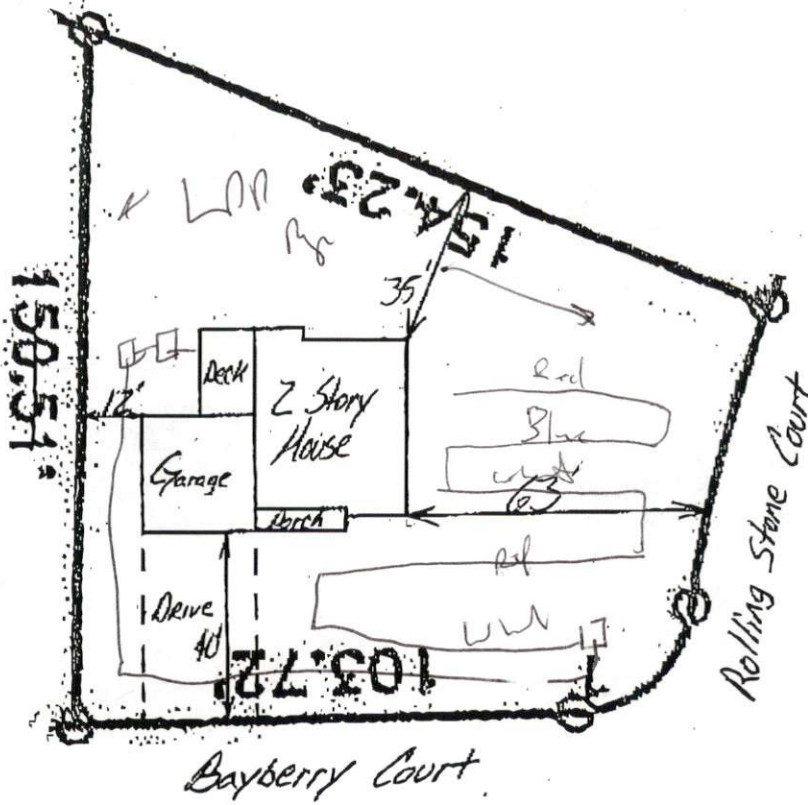 154.23'
35'
150.51'
12'
Deck
2 Story
House
Garage
Porch
Red
Blue
63
Drive
40'
103.72'
Rolling Stone Court
Bayberry Court